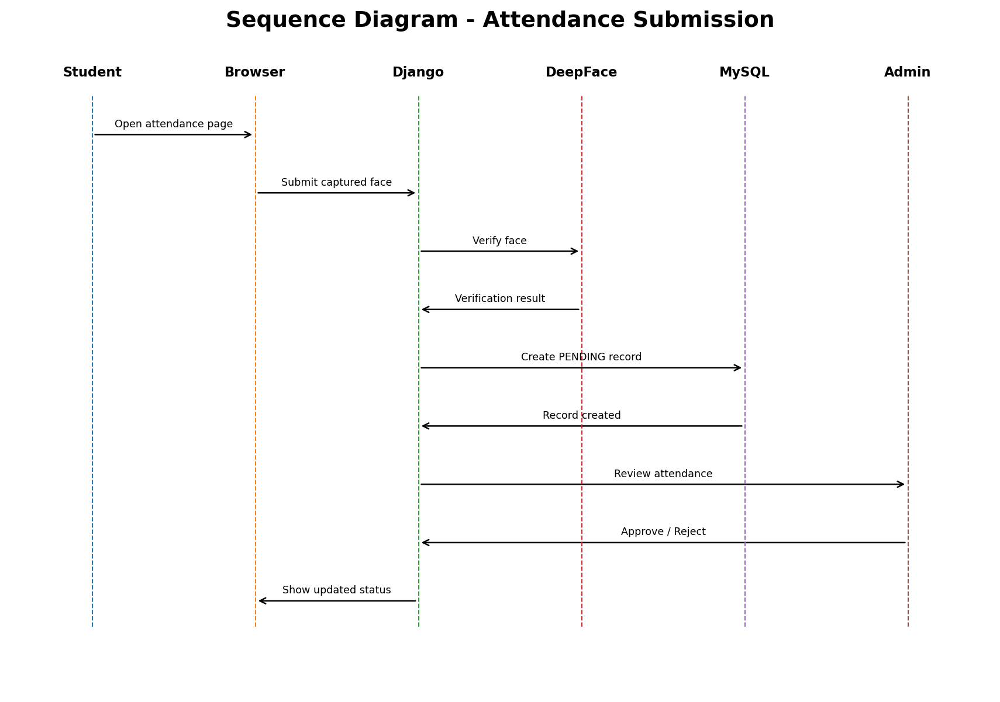 Sequence Diagram - Attendance Submission
Student Browser Django DeepFace MySQL Admin
Open attendance page
Submit captured face
Verify face
Verification result
Create PENDING record
Record created
Review attendance
Approve / Reject
Show updated status